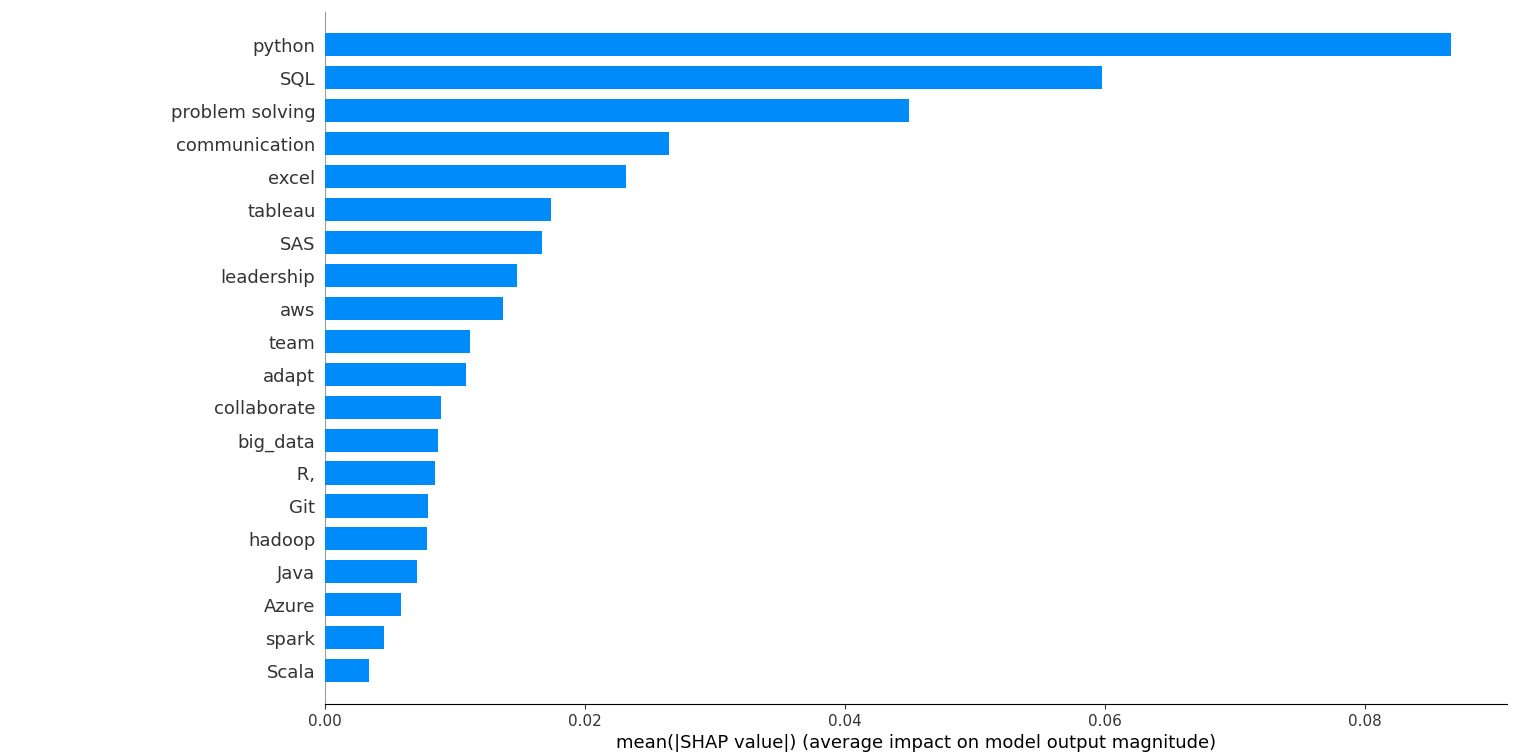 python
SQL
problem solving
communication
excel
tableau
SAS
leadership
aws
team
adapt
collaborate
big_data
R,
Git
hadoop
Java
Azure
spark
Scala
0.00 0.02 0.04 0.06 0.08
mean(|SHAP value|) (average impact on model output magnitude)